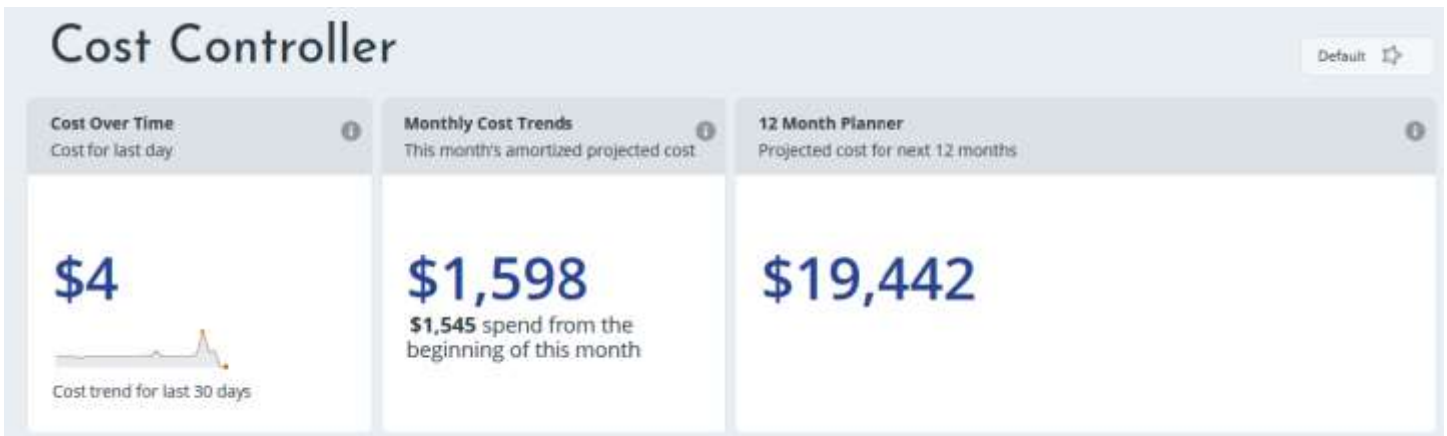 Cost Controller
Default
Cost Over Time
Cost for last day
Monthly Cost Trends
This month's amortized projected cost
12 Month Planner
Projected cost for next 12 months
$4
Cost trend for last 30 days
$1,598
$1,545 spend from the
beginning of this month
$19,442